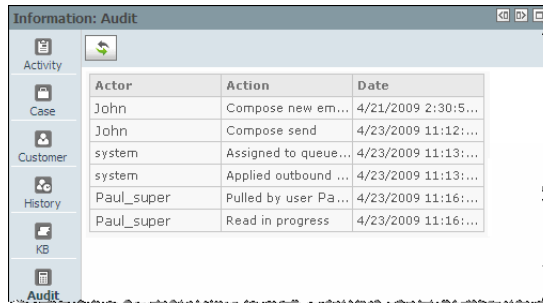 Information: Audit
Activity
Case
Customer
History
KB
Audit
Actor Action Date
John Compose new em... 4/21/2009 2:30:5...
John Compose send 4/23/2009 11:12:...
system Assigned to queue... 4/23/2009 11:13:...
system Applied outbound ... 4/23/2009 11:13:...
Paul_super Pulled by user Pa... 4/23/2009 11:16:...
Paul_super Read in progress 4/23/2009 11:16:...